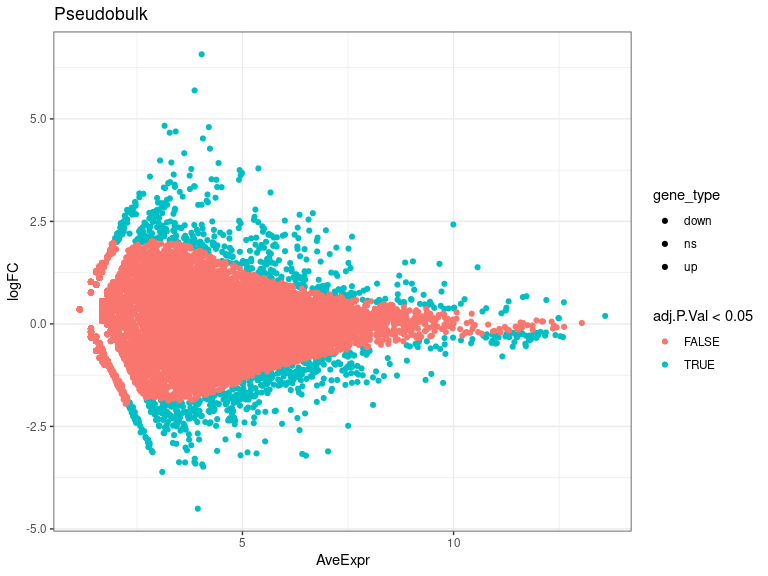 Pseudobulk
logFC
5.0
2.5
0.0
-2.5
-5.0
5
10
AveExpr
gene_type
down
ns
up
adj.P.Val < 0.05
FALSE
TRUE